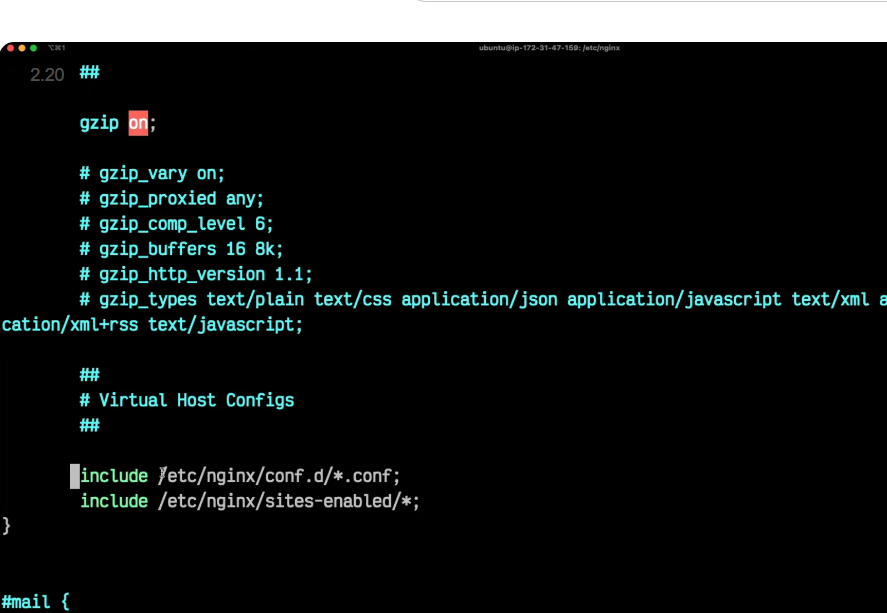 ⌥⌘1
ubuntu@ip-172-31-47-159: /etc/nginx
2.20 ##
gzip on;
# gzip_vary on;
# gzip_proxied any;
# gzip_comp_level 6;
# gzip_buffers 16 8k;
# gzip_http_version 1.1;
# gzip_types text/plain text/css application/json application/javascript text/xml a
cation/xml+rss text/javascript;
##
# Virtual Host Configs
##
include /etc/nginx/conf.d/*.conf;
include /etc/nginx/sites-enabled/*;
}
#mail {